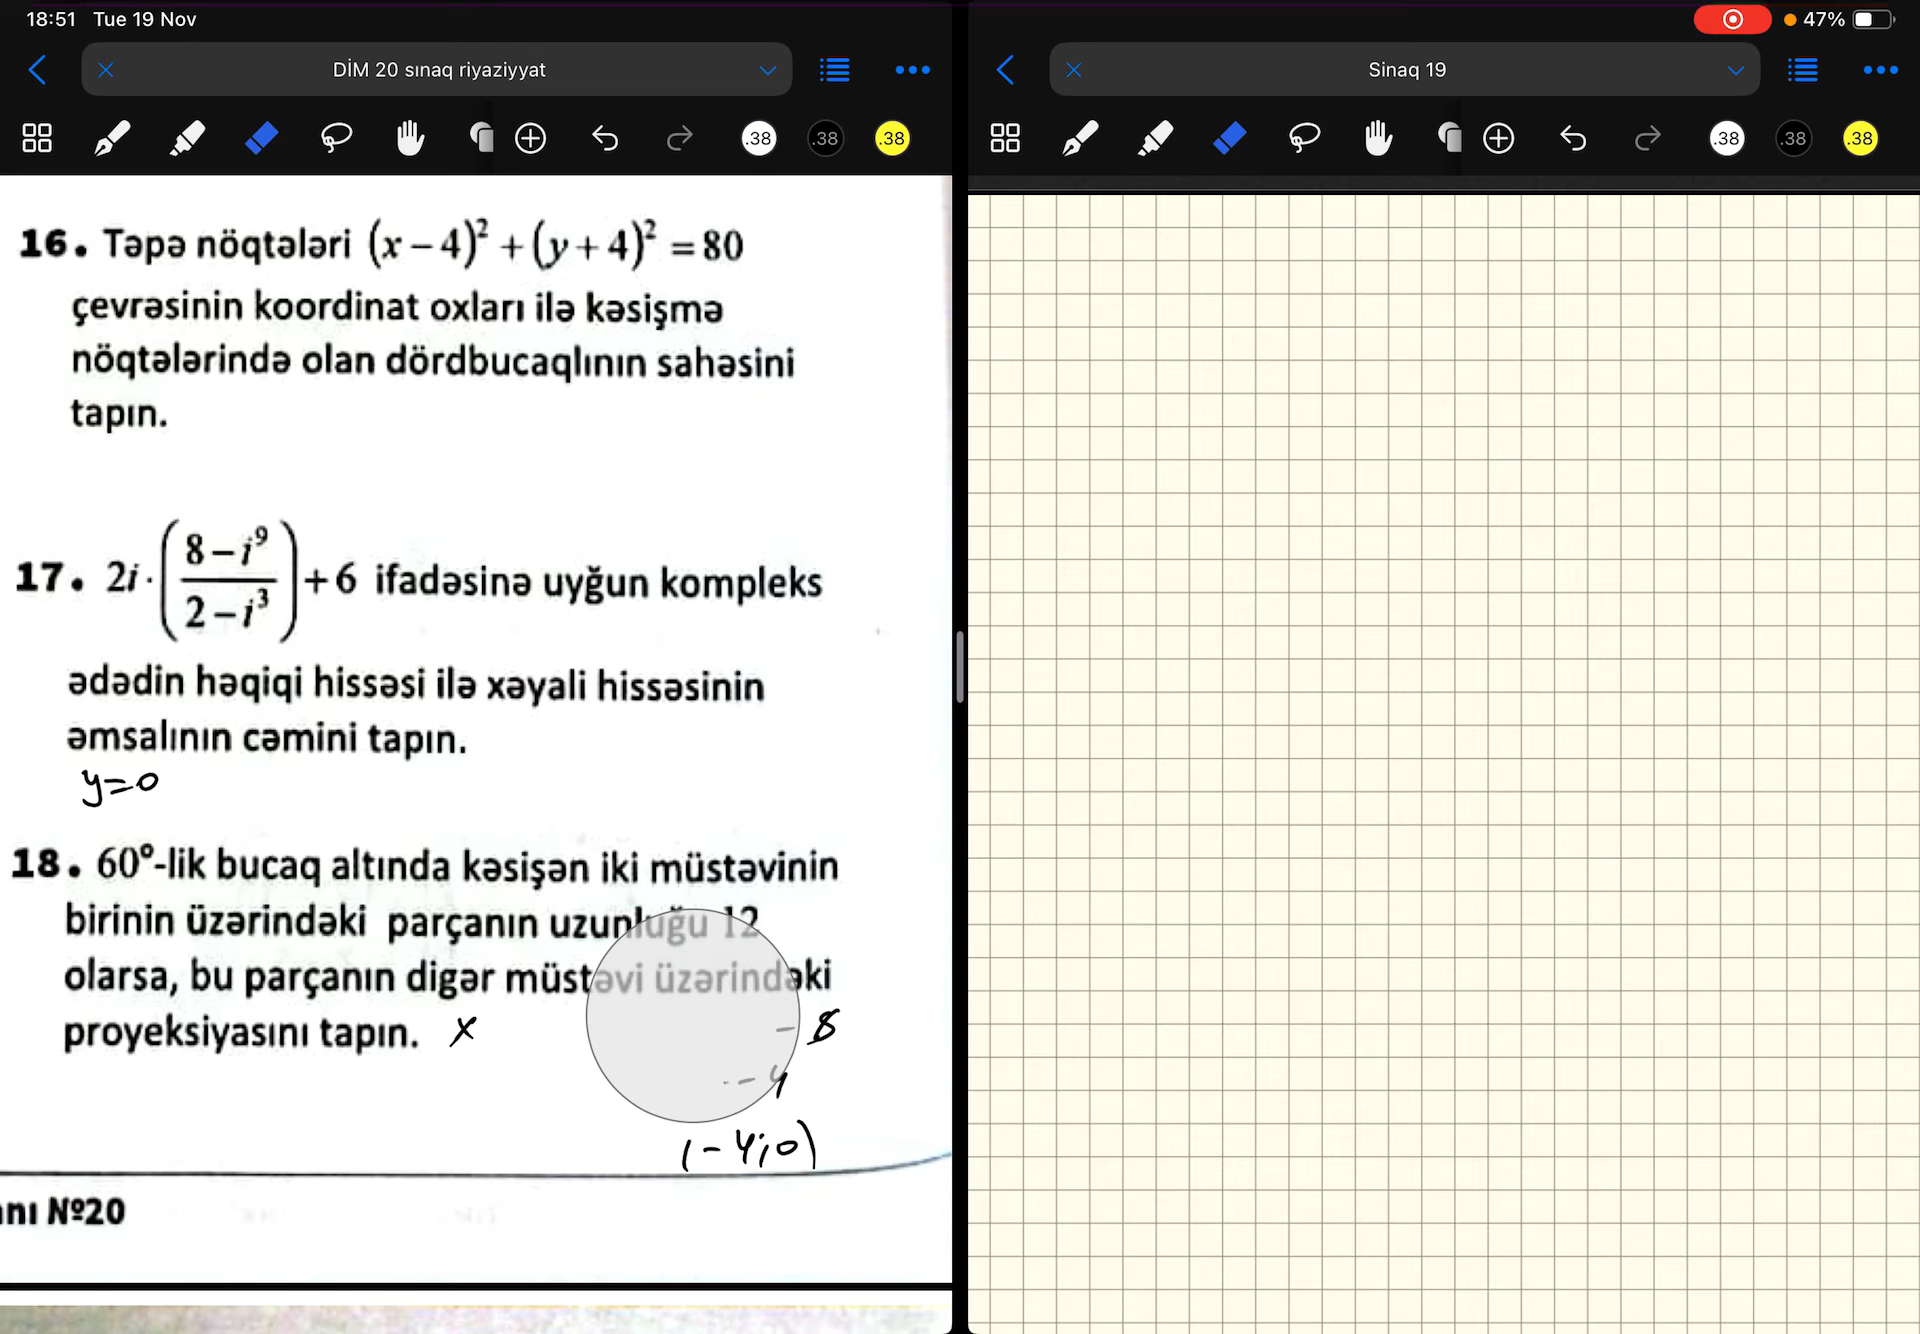 18:51 Tue 19 Nov
47%
DİM 20 sınaq riyaziyyat
Sinaq 19
.38 .38 .38
.38 .38 .38
16. Təpə nöqtələri (x – 4)² + (y + 4)² = 80
çevrəsinin koordinat oxları ilə kəsişmə
nöqtələrində olan dördbucaqlının sahəsini
tapın.
17. 2i · ((8 – i⁹)/(2 – i³)) + 6 ifadəsinə uyğun kompleks
ədədin həqiqi hissəsi ilə xəyali hissəsinin
əmsalının cəmini tapın.
y=0
18. 60°-lik bucaq altında kəsişən iki müstəvinin
birinin üzərindəki parçanın uzunluğu 12
olarsa, bu parçanın digər müstəvi üzərindəki
proyeksiyasını tapın. x
– 8
– 4
(–4;0)
anı №20